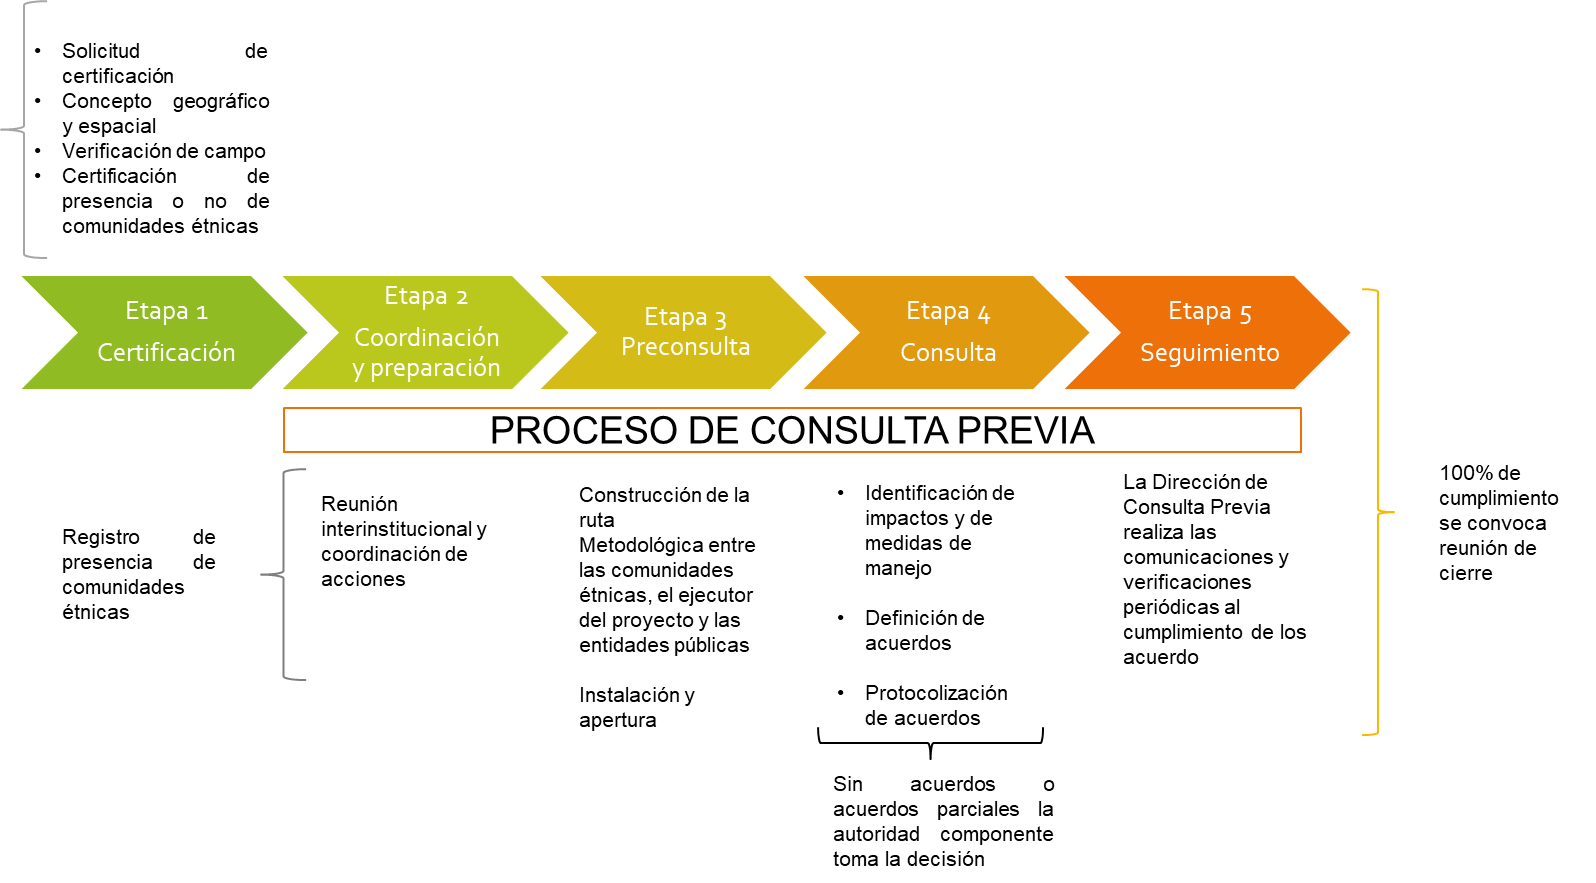 • Solicitud de
certificación
• Concepto geográfico
y espacial
• Verificación de campo
• Certificación de
presencia o no de
comunidades étnicas
Etapa 1
Certificación
Etapa 2
Coordinación
y preparación
Etapa 3
Preconsulta
Etapa 4
Consulta
Etapa 5
Seguimiento
PROCESO DE CONSULTA PREVIA
Registro de
presencia de
comunidades
étnicas
Reunión
interinstitucional y
coordinación de
acciones
Construcción de la
ruta
Metodológica entre
las comunidades
étnicas, el ejecutor
del proyecto y las
entidades públicas
Instalación y
apertura
• Identificación de
impactos y de
medidas de
manejo
• Definición de
acuerdos
• Protocolización
de acuerdos
Sin acuerdos o
acuerdos parciales la
autoridad componente
toma la decisión
La Dirección de
Consulta Previa
realiza las
comunicaciones y
verificaciones
periódicas al
cumplimiento de los
acuerdo
100% de
cumplimiento
se convoca
reunión de
cierre